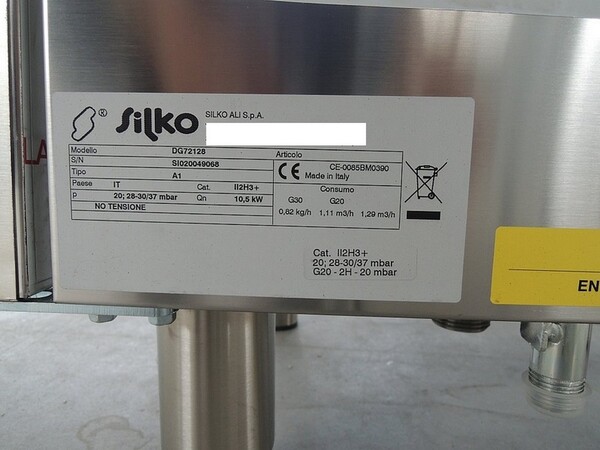 ® Silko SILKO ALI S.p.A.
Modello DG72128
S/N SI020049068
Tipo A1
Paese IT Cat. II2H3+
p 20; 28-30/37 mbar Qn 10,5 kW
NO TENSIONE
Articolo
CE CE-0085BM0390
Made in Italy
Consumo
G30 G20
0,82 kg/h 1,11 m3/h 1,29 m3/h
Cat. II2H3+
20; 28-30/37 mbar
G20 - 2H - 20 mbar
EN
LA